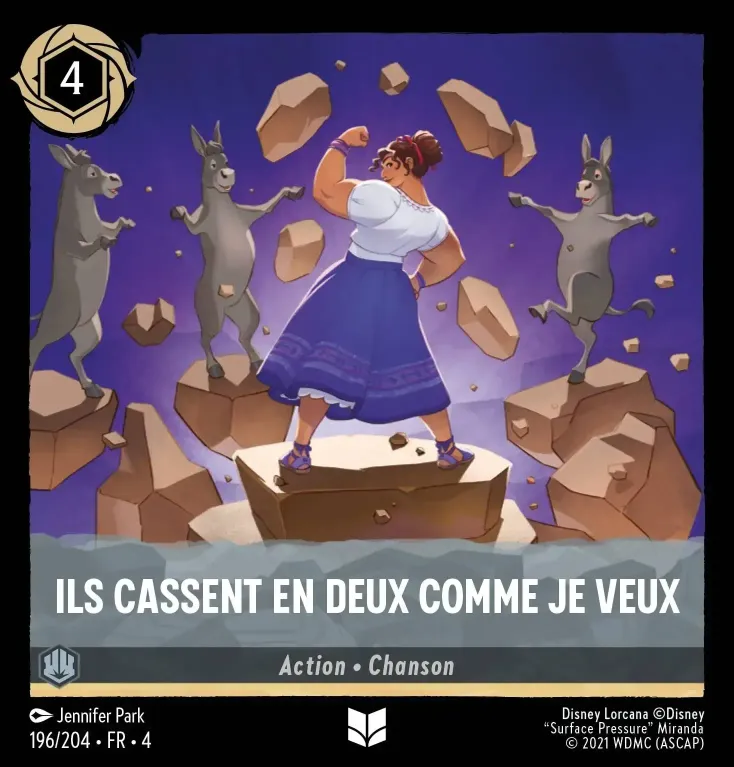 4
ILS CASSENT EN DEUX COMME JE VEUX
Action • Chanson
Jennifer Park
196/204 • FR • 4
Disney Lorcana ©Disney
“Surface Pressure” Miranda
© 2021 WDMC (ASCAP)